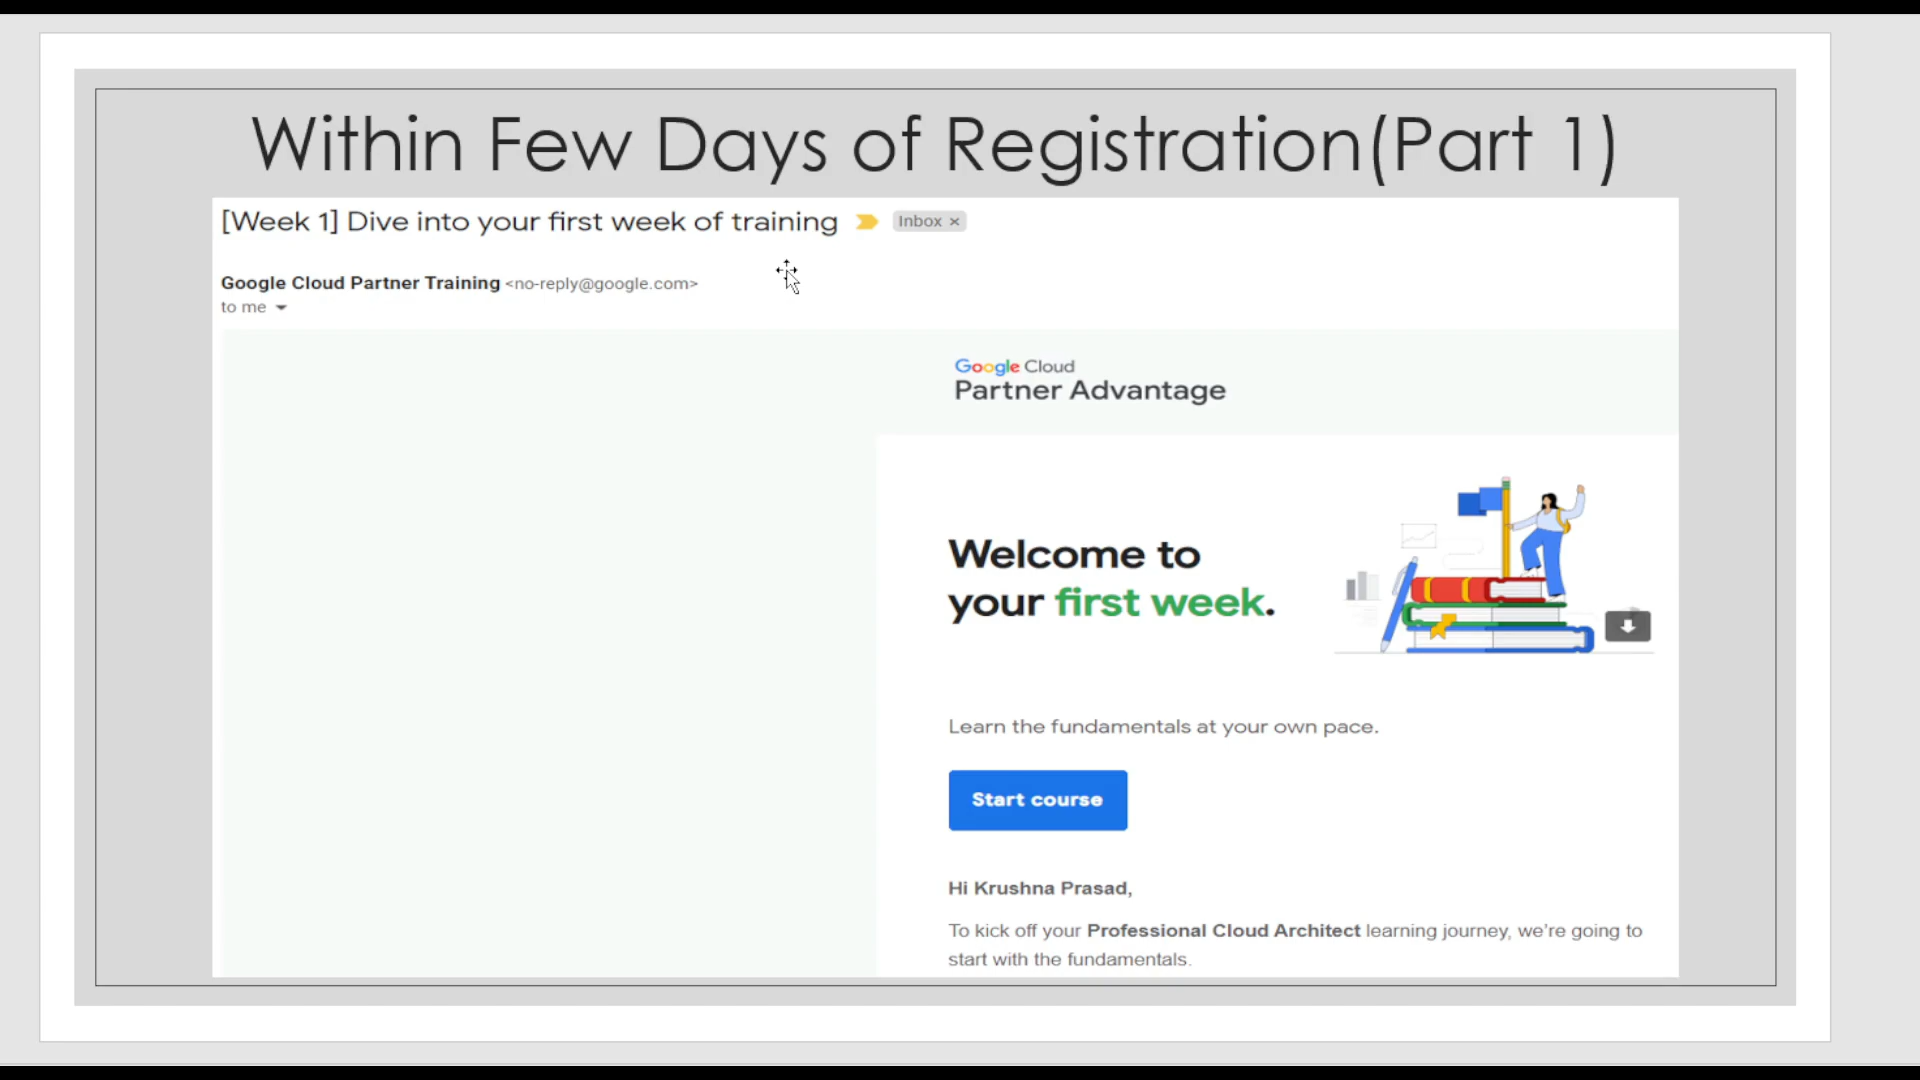 Within Few Days of Registration(Part 1)
[Week 1] Dive into your first week of training Inbox ×
Google Cloud Partner Training <no-reply@google.com>
to me
Google Cloud
Partner Advantage
Welcome to
your first week.
Learn the fundamentals at your own pace.
Start course
Hi Krushna Prasad,
To kick off your Professional Cloud Architect learning journey, we’re going to
start with the fundamentals.